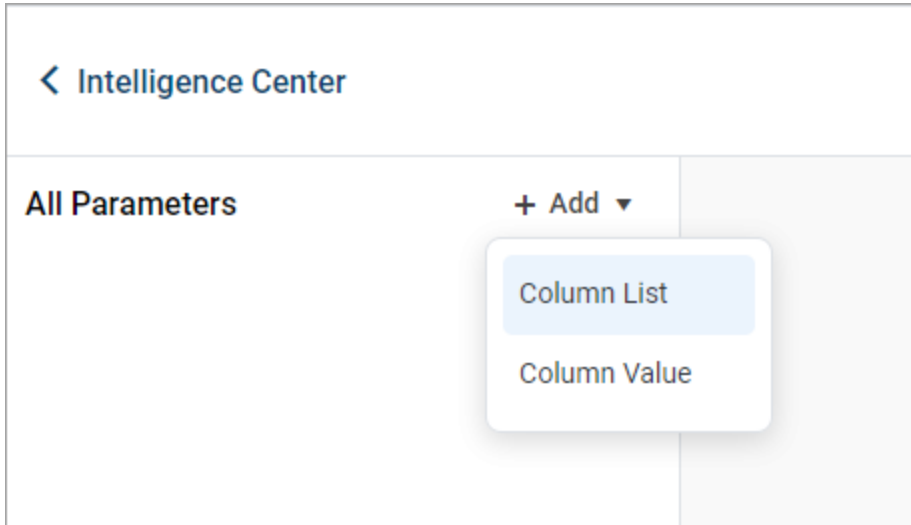 Intelligence Center
All Parameters
+ Add
Column List
Column Value